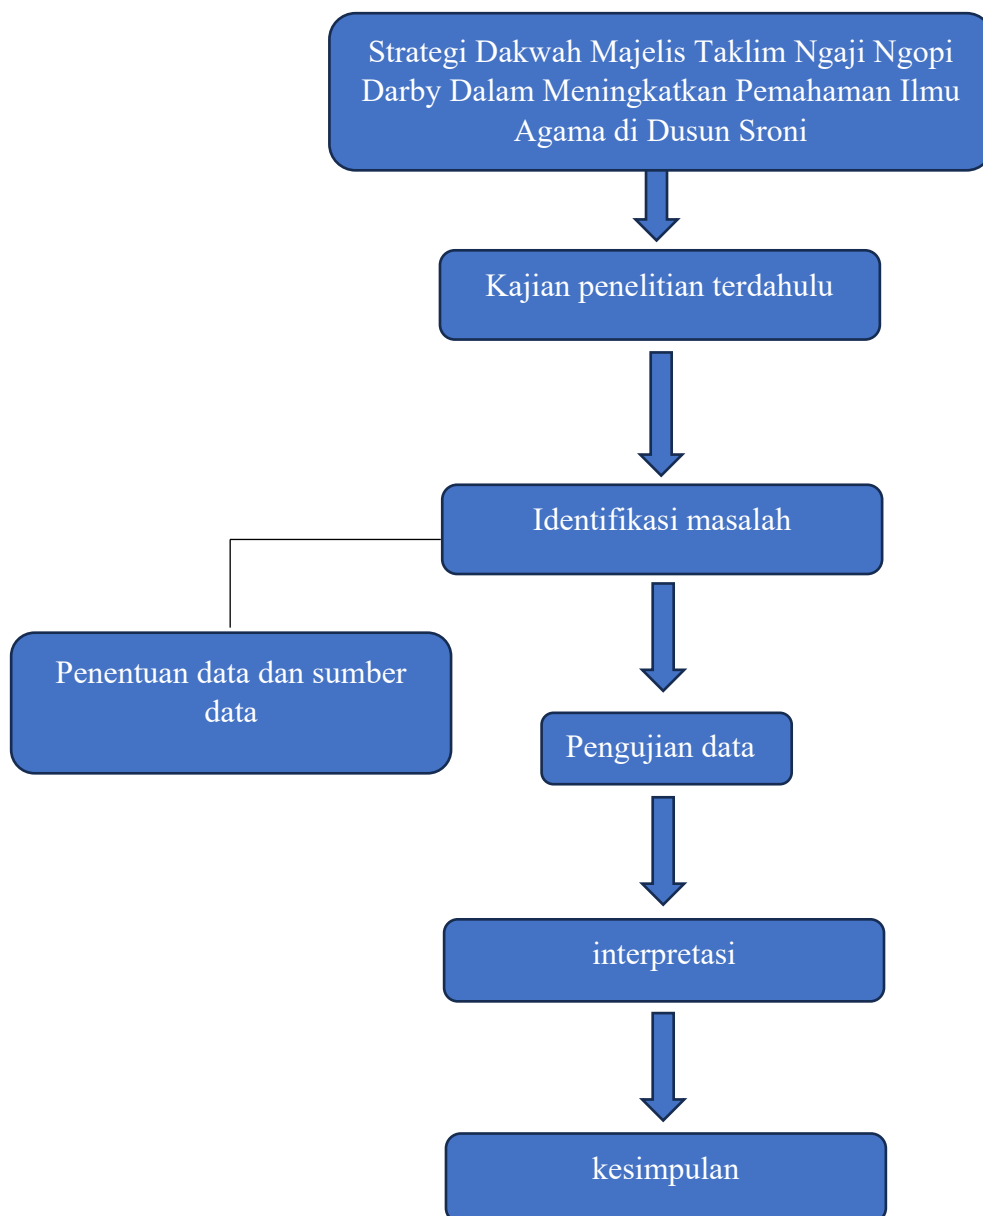 Strategi Dakwah Majelis Taklim Ngaji Ngopi
Darby Dalam Meningkatkan Pemahaman Ilmu
Agama di Dusun Sroni
Kajian penelitian terdahulu
Identifikasi masalah
Penentuan data dan sumber
data
Pengujian data
interpretasi
kesimpulan